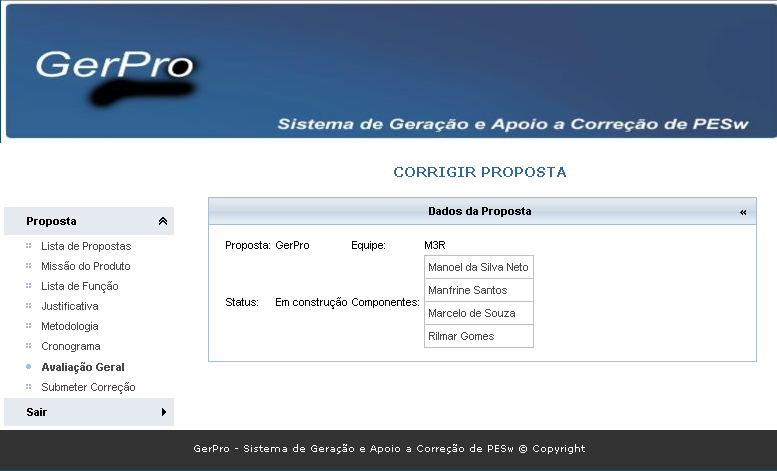 GerPro
Sistema de Geração e Apoio a Correção de PESw
CORRIGIR PROPOSTA
Proposta
Lista de Propostas
Missão do Produto
Lista de Função
Justificativa
Metodologia
Cronograma
Avaliação Geral
Submeter Correção
Sair
Dados da Proposta «
Proposta: GerPro Equipe: M3R
Status: Em construção Componentes:
Manoel da Silva Neto
Manfrine Santos
Marcelo de Souza
Rilmar Gomes
GerPro - Sistema de Geração e Apoio a Correção de PESw © Copyright